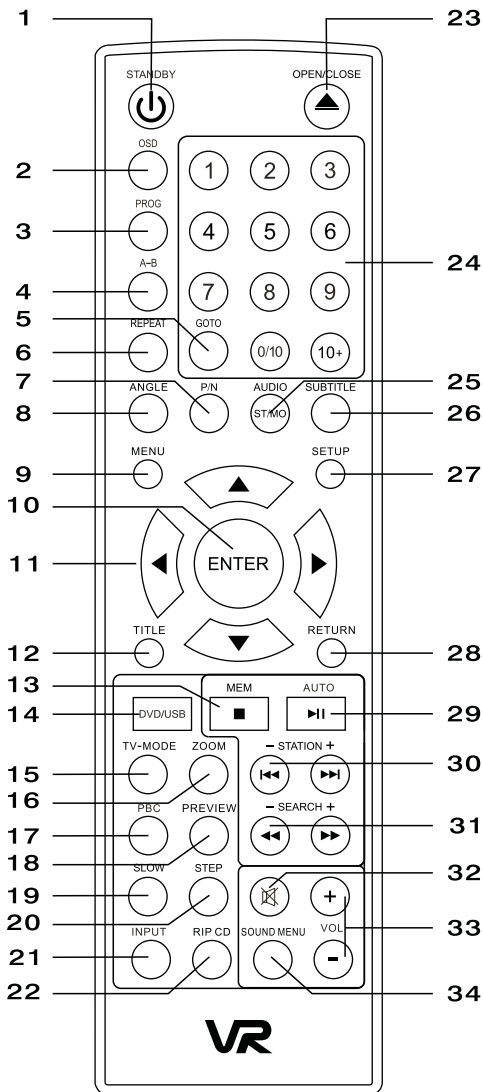 1 23
STANDBY OPEN/CLOSE
OSD
2 1 2 3
PROG
3 4 5 6
24
A-B
4 7 8 9
5 GOTO
REPEAT
6 0/10 10+
7 P/N AUDIO 25
ANGLE SUBTITLE
8 ST/MO 26
MENU SETUP
9 27
10
11 ENTER
TITLE RETURN
12 28
13 MEM AUTO
14 DVD/USB 29
TV-MODE ZOOM - STATION +
15 30
16
PBC PREVIEW - SEARCH +
17 31
18
SLOW STEP 32
19 +
20 VOL 33
INPUT RIP CD SOUND MENU
21 -
22 34
VR